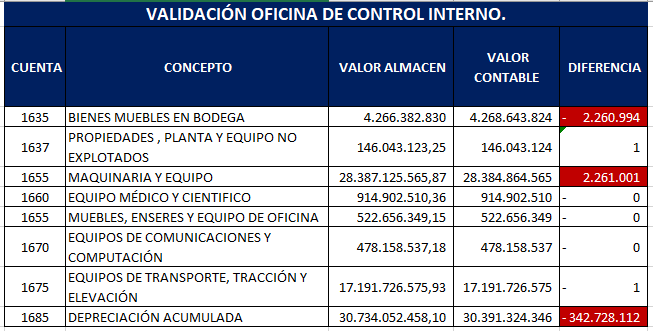 VALIDACIÓN OFICINA DE CONTROL INTERNO.
CUENTA CONCEPTO VALOR ALMACEN VALOR CONTABLE DIFERENCIA
1635 BIENES MUEBLES EN BODEGA 4.266.382.830 4.268.643.824 - 2.260.994
1637 PROPIEDADES , PLANTA Y EQUIPO NO
EXPLOTADOS 146.043.123,25 146.043.124 1
1655 MAQUINARIA Y EQUIPO 28.387.125.565,87 28.384.864.565 2.261.001
1660 EQUIPO MÉDICO Y CIENTIFICO 914.902.510,36 914.902.510 - 0
1655 MUEBLES, ENSERES Y EQUIPO DE OFICINA 522.656.349,15 522.656.349 - 0
1670 EQUIPOS DE COMUNICACIONES Y
COMPUTACIÓN 478.158.537,18 478.158.537 - 0
1675 EQUIPOS DE TRANSPORTE, TRACCIÓN Y
ELEVACIÓN 17.191.726.575,93 17.191.726.575 - 1
1685 DEPRECIACIÓN ACUMULADA 30.734.052.458,10 30.391.324.346 - 342.728.112